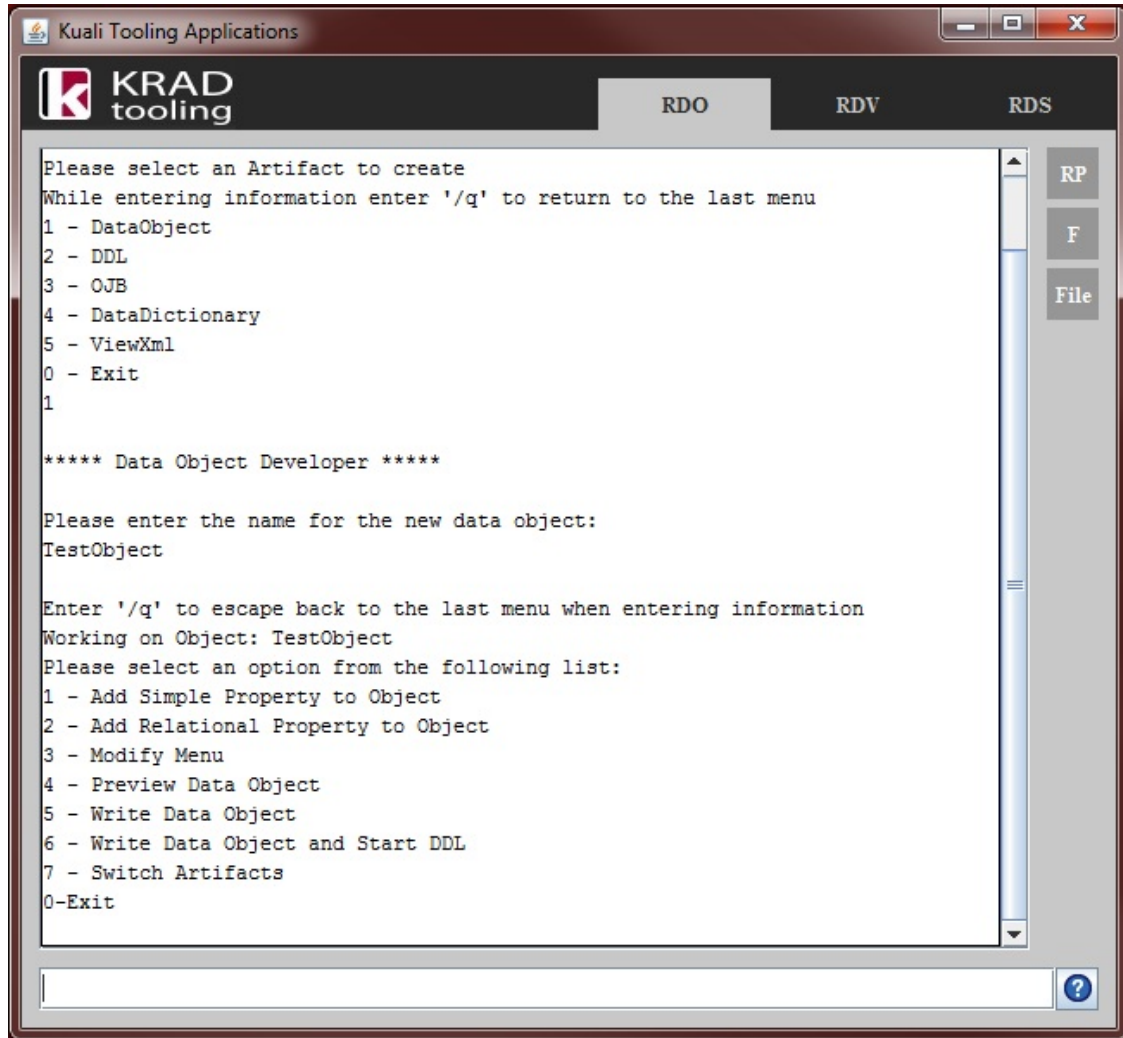 Kuali Tooling Applications
KRAD
tooling
RDO
RDV
RDS
Please select an Artifact to create
While entering information enter '/q' to return to the last menu
1 - DataObject
2 - DDL
3 - OJB
4 - DataDictionary
5 - ViewXml
0 - Exit
1
***** Data Object Developer *****
Please enter the name for the new data object:
TestObject
Enter '/q' to escape back to the last menu when entering information
Working on Object: TestObject
Please select an option from the following list:
1 - Add Simple Property to Object
2 - Add Relational Property to Object
3 - Modify Menu
4 - Preview Data Object
5 - Write Data Object
6 - Write Data Object and Start DDL
7 - Switch Artifacts
0-Exit
RP
F
File
?